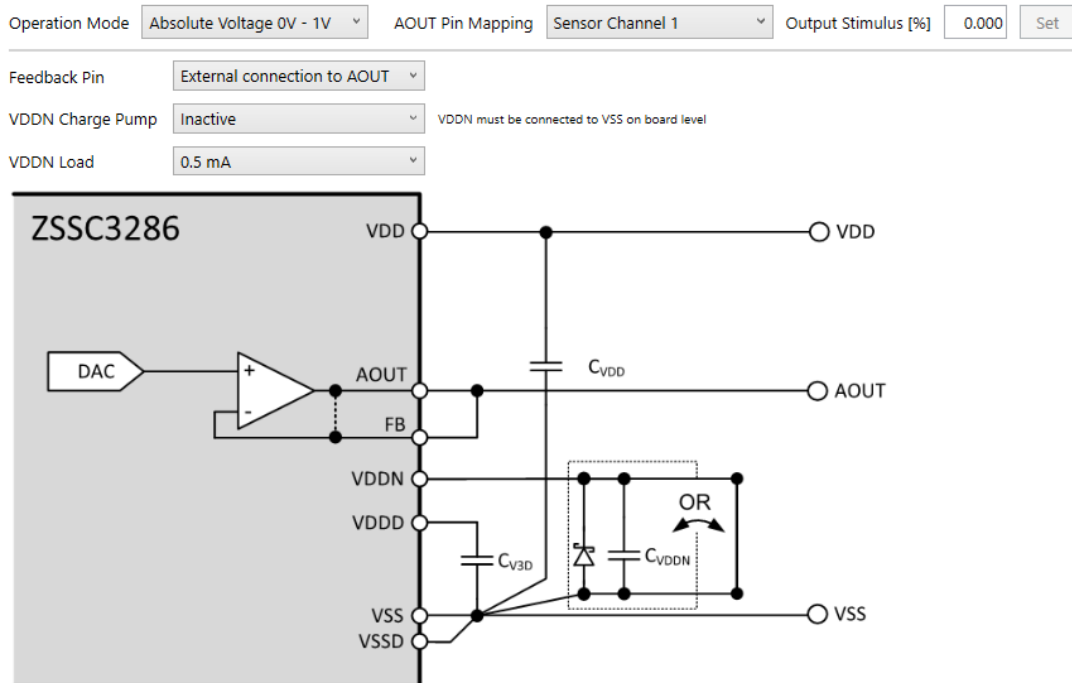 Operation Mode Absolute Voltage 0V - 1V AOUT Pin Mapping Sensor Channel 1 Output Stimulus [%] 0.000 Set
Feedback Pin External connection to AOUT
VDDN Charge Pump Inactive VDDN must be connected to VSS on board level
VDDN Load 0.5 mA
ZSSC3286
VDD
VDD
DAC
+
-
AOUT
CVDD
AOUT
FB
VDDN
OR
VDDD
CV3D
CVDDN
VSS
VSS
VSSD